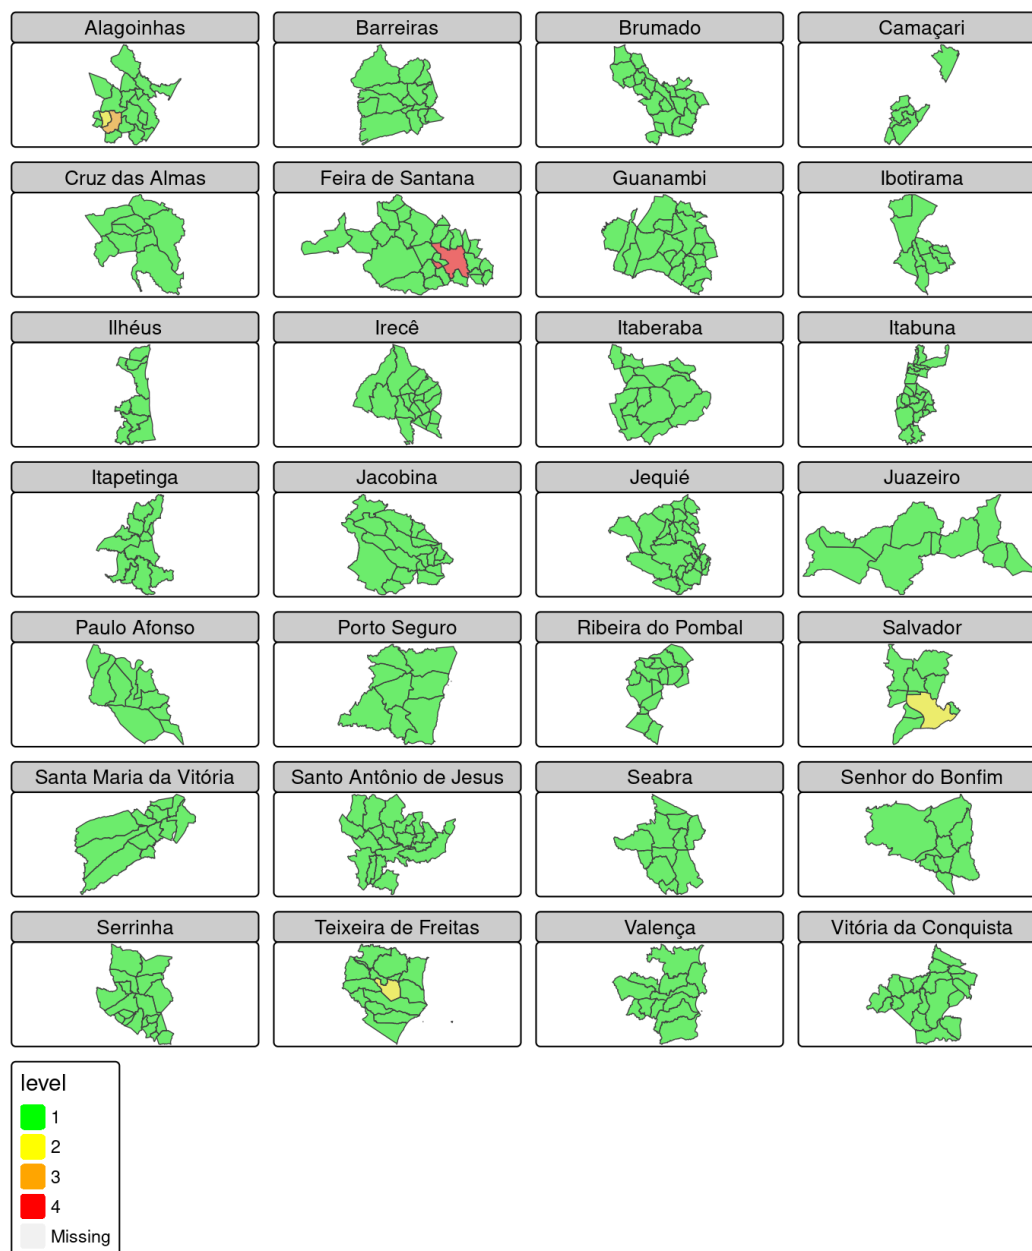 Alagoinhas
Barreiras
Brumado
Camaçari
Cruz das Almas
Feira de Santana
Guanambi
Ibotirama
Ilhéus
Irecê
Itaberaba
Itabuna
Itapetinga
Jacobina
Jequié
Juazeiro
Paulo Afonso
Porto Seguro
Ribeira do Pombal
Salvador
Santa Maria da Vitória
Santo Antônio de Jesus
Seabra
Senhor do Bonfim
Serrinha
Teixeira de Freitas
Valença
Vitória da Conquista
level
1
2
3
4
Missing